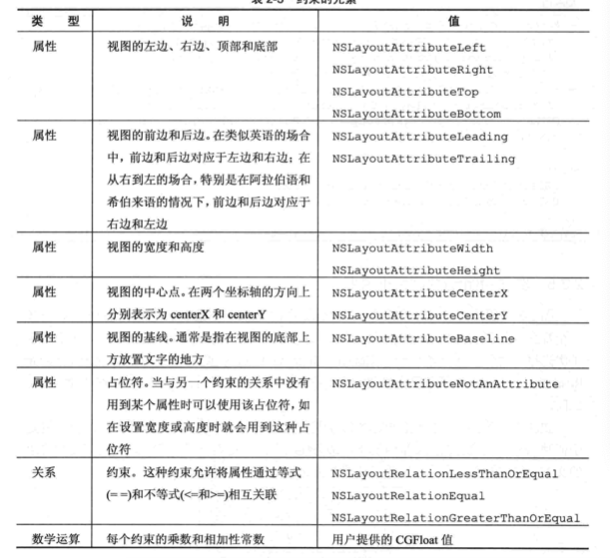 表 2-3 约束的元素
类 型 说 明 值
属性 视图的左边、右边、顶部和底部 NSLayoutAttributeLeft
NSLayoutAttributeRight
NSLayoutAttributeTop
NSLayoutAttributeBottom
属性 视图的前边和后边。在类似英语的场合 NSLayoutAttributeLeading
中，前边和后边对应于左边和右边；在 NSLayoutAttributeTrailing
从右到左的场合，特别是在阿拉伯语和
希伯来语的情况下，前边和后边对应于
右边和左边
属性 视图的宽度和高度 NSLayoutAttributeWidth
NSLayoutAttributeHeight
属性 视图的中心点。在两个坐标轴的方向上 NSLayoutAttributeCenterX
分别表示为 centerX 和 centerY NSLayoutAttributeCenterY
属性 视图的基线。通常是指在视图的底部上 NSLayoutAttributeBaseline
方放置文字的地方
属性 占位符。当与另一个约束的关系中没有 NSLayoutAttributeNotAnAttribute
用到某个属性时可以使用该占位符，如
在设置宽度或高度时就会用到这种占
位符
关系 约束。这种约束允许将属性通过等式 NSLayoutRelationLessThanOrEqual
(= =)和不等式(<=和>=)相互关联 NSLayoutRelationEqual
NSLayoutRelationGreaterThanOrEqual
数学运算 每个约束的乘数和相加性常数 用户提供的 CGFloat 值